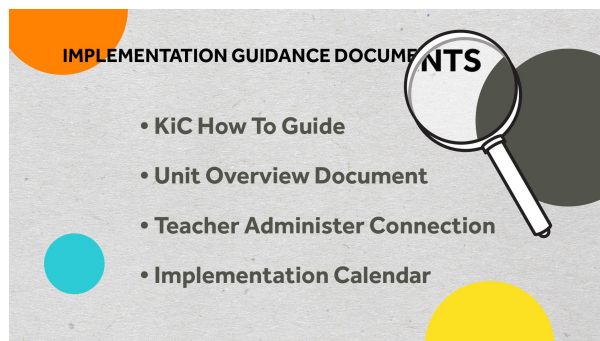 IMPLEMENTATION GUIDANCE DOCUMENTS
• KiC How To Guide
• Unit Overview Document
• Teacher Administer Connection
• Implementation Calendar